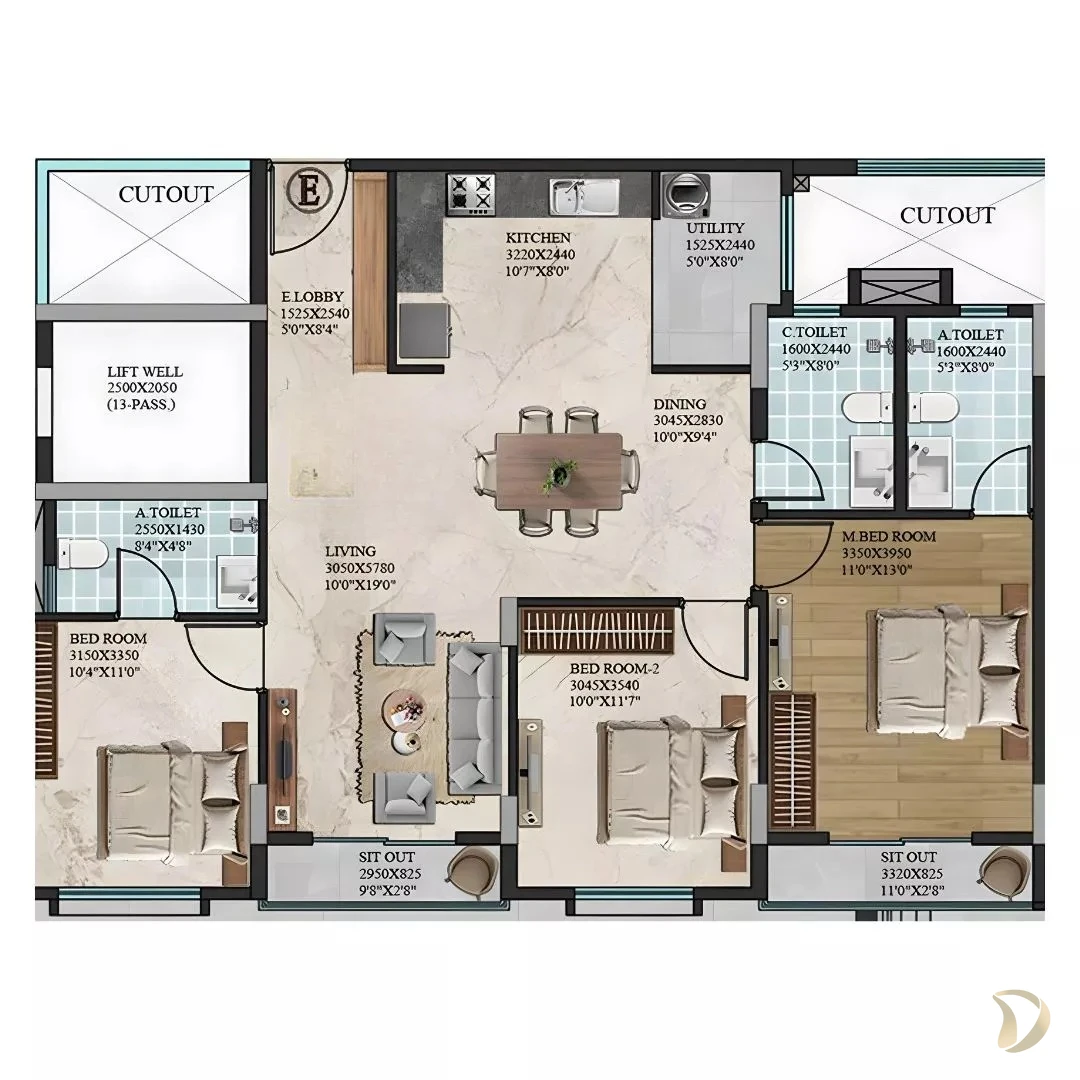 CUTOUT
E
E.LOBBY
1525X2540
5'0"X8'4"
KITCHEN
3220X2440
10'7"X8'0"
UTILITY
1525X2440
5'0"X8'0"
CUTOUT
LIFT WELL
2500X2050
(13-PASS.)
DINING
3045X2830
10'0"X9'4"
C.TOILET
1600X2440
5'3"X8'0"
A.TOILET
1600X2440
5'3"X8'0"
A.TOILET
2550X1430
8'4"X4'8"
LIVING
3050X5780
10'0"X19'0"
M.BED ROOM
3350X3950
11'0"X13'0"
BED ROOM
3150X3350
10'4"X11'0"
BED ROOM-2
3045X3540
10'0"X11'7"
SIT OUT
2950X825
9'8"X2'8"
SIT OUT
3320X825
11'0"X2'8"